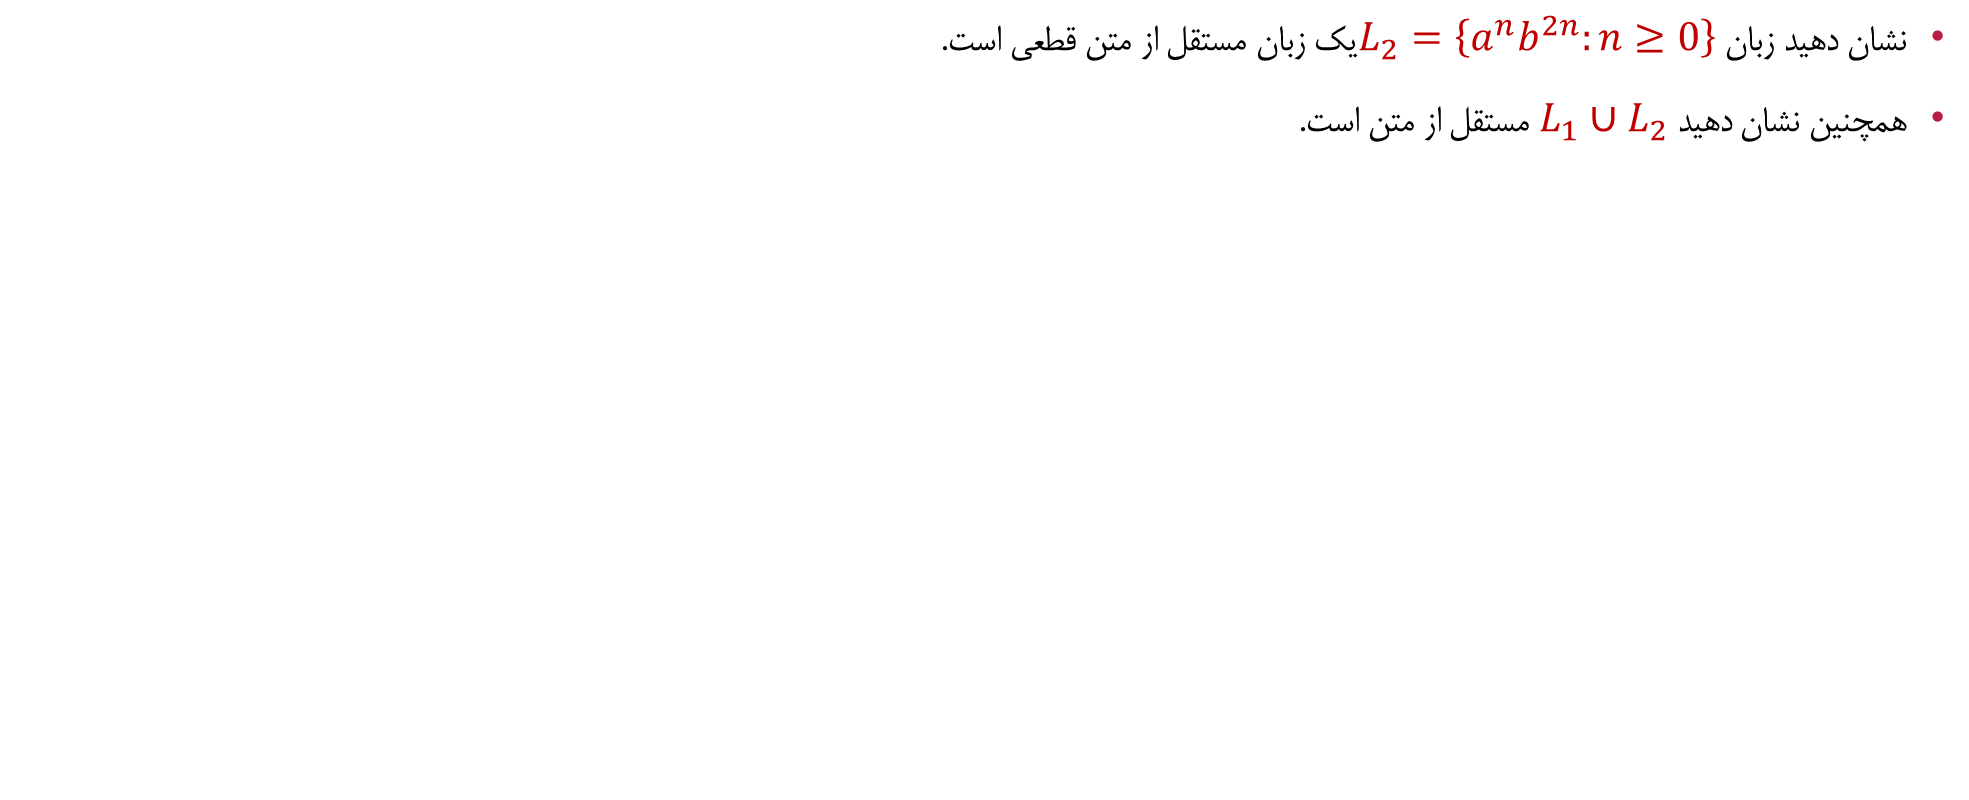 • نشان دهید زبان $L_2 = \{a^n b^{2n} : n \geq 0\}$ یک زبان مستقل از متن قطعی است.
• همچنین نشان دهید $L_1 \cup L_2$ مستقل از متن است.